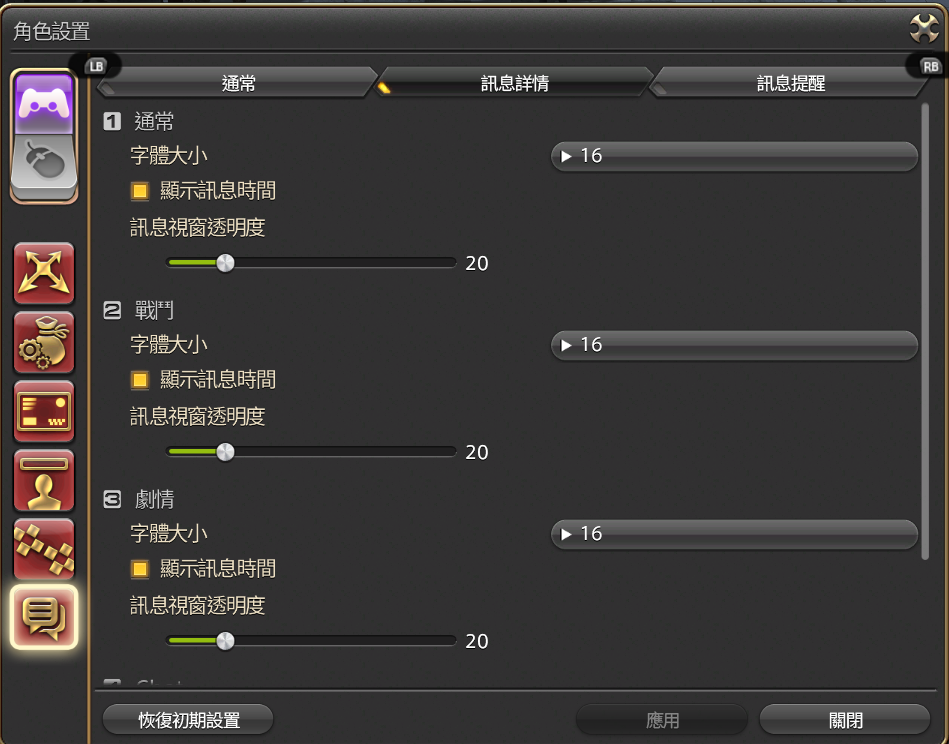 角色設置
LB
RB
通常
訊息詳情
訊息提醒
1 通常
字體大小
16
顯示訊息時間
訊息視窗透明度
20
2 戰鬥
字體大小
16
顯示訊息時間
訊息視窗透明度
20
3 劇情
字體大小
16
顯示訊息時間
訊息視窗透明度
20
恢復初期設置
應用
關閉